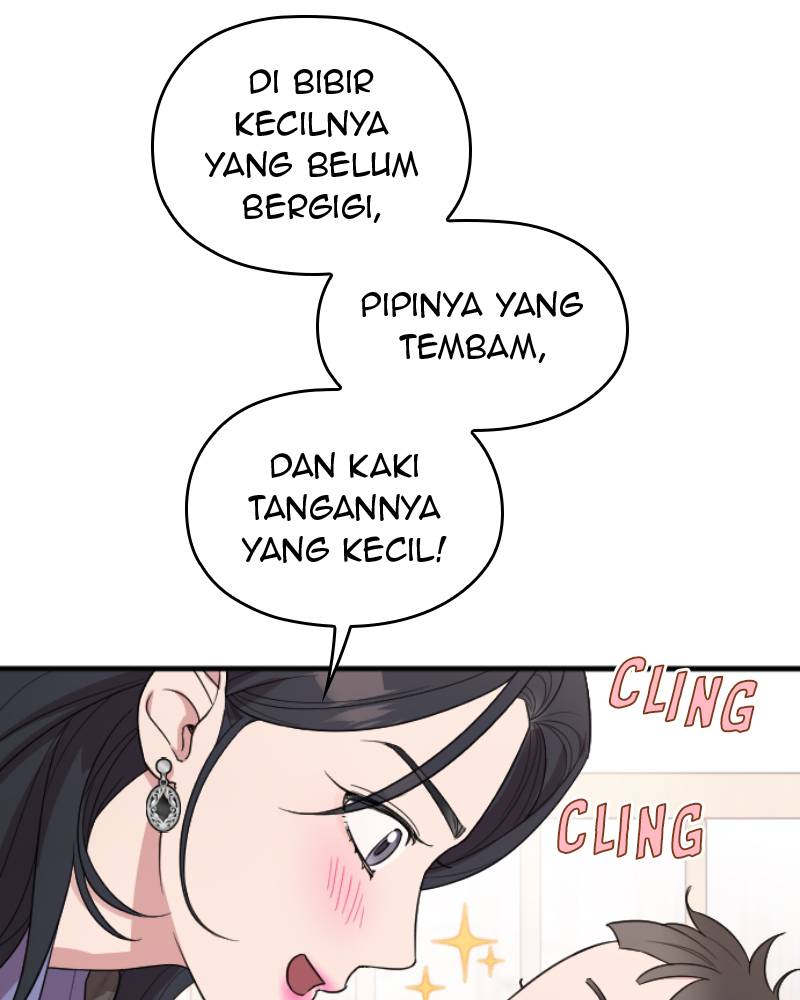 DI BIBIR
KECILNYA
YANG BELUM
BERGIGI,
PIPINYA YANG
TEMBAM,
DAN KAKI
TANGANNYA
YANG KECIL!
CLING
CLING